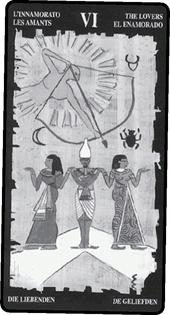 L'INNAMORATO
LES AMANTS
VI
THE LOVERS
EL ENAMORADO
DIE LIEBENDEN
DE GELIEFDEN